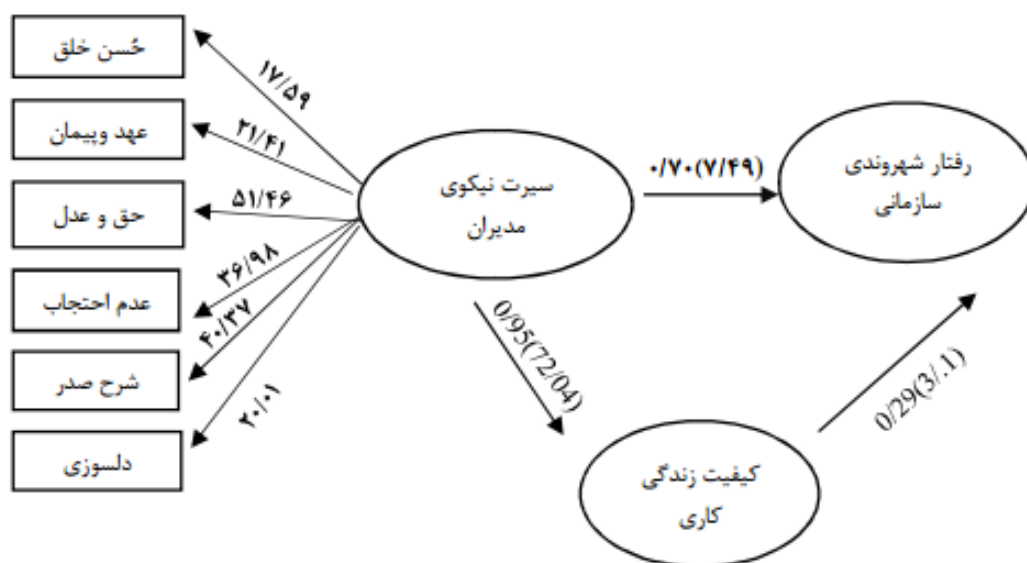 حُسن خلق
عهد وپیمان
حق و عدل
عدم احتجاب
شرح صدر
دلسوزی
۱۷/۵۹
۲۱/۴۱
۵۱/۴۶
۳۶/۹۸
۴۰/۳۷
۲۰/۰۱
سیرت نیکوی
مدیران
۰/۷۰(۷/۴۹)
رفتار شهروندی
سازمانی
0/95(72/04)
0/29(3/.1)
کیفیت زندگی
کاری